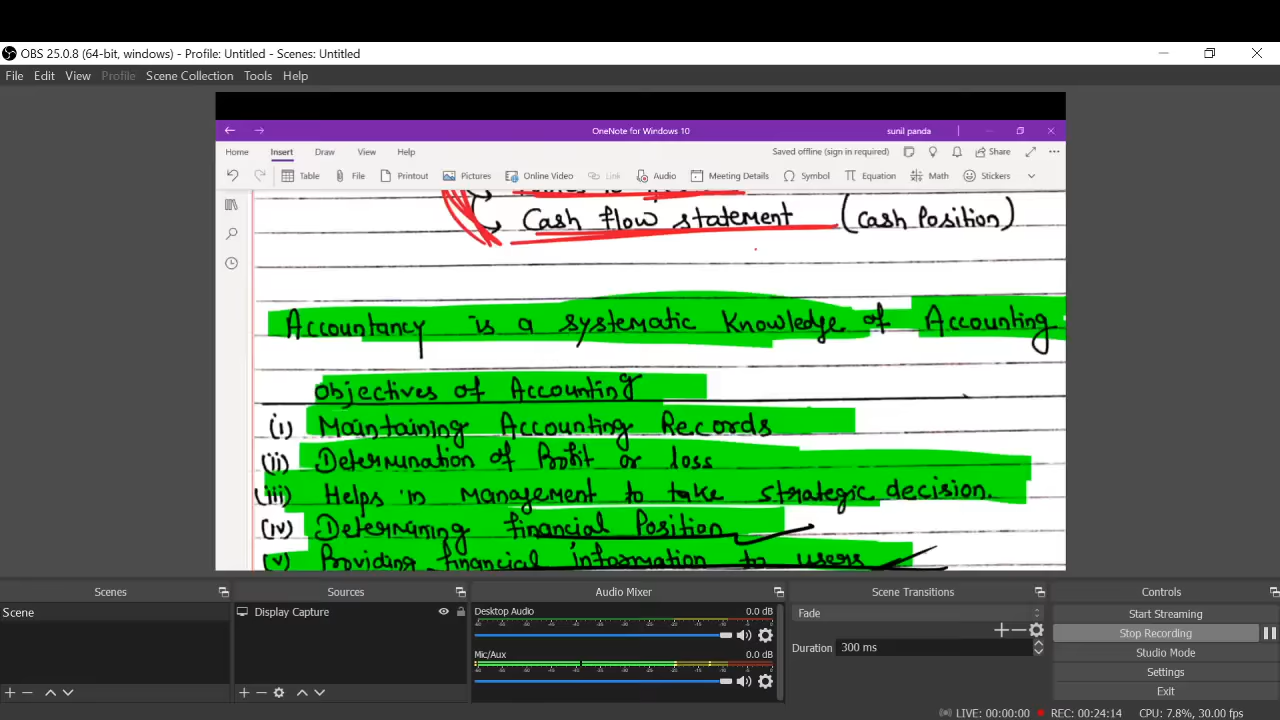 OBS 25.0.8 (64-bit, windows) - Profile: Untitled - Scenes: Untitled
File Edit View Profile Scene Collection Tools Help
OneNote for Windows 10 sunil panda
Home Insert Draw View Help Saved offline (sign in required) Share
Table File Printout Pictures Online Video Link Audio Meeting Details Symbol Equation Math Stickers
Cash flow statement (Cash Position)
Accountancy is a systematic Knowledge of Accounting
Objectives of Accounting
(i) Maintaining Accounting Records
(ii) Determination of Profit or loss
(iii) Helps in management to take strategic decision.
(iv) Determining financial Position
(v) Providing financial information to users
Scenes Sources Audio Mixer Scene Transitions Controls
Scene Display Capture Desktop Audio 0.0 dB Fade Start Streaming
Stop Recording
Duration 300 ms
Mic/Aux 0.0 dB Studio Mode
Settings
Exit
LIVE: 00:00:00 REC: 00:24:14 CPU: 7.8%, 30.00 fps